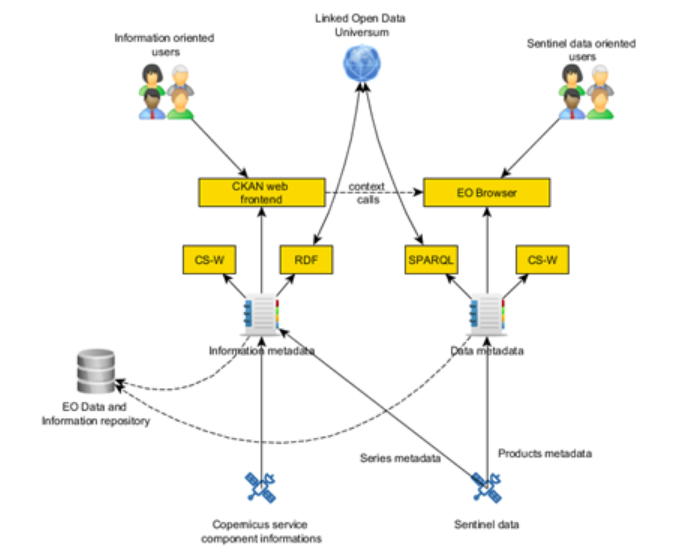 Linked Open Data
Universum
Information oriented
users
Sentinel data oriented
users
CKAN web
frontend
context
calls
EO Browser
CS-W
RDF
SPARQL
CS-W
Information metadata
Data metadata
EO Data and
Information repository
Series metadata
Products metadata
Copernicus service
component informations
Sentinel data